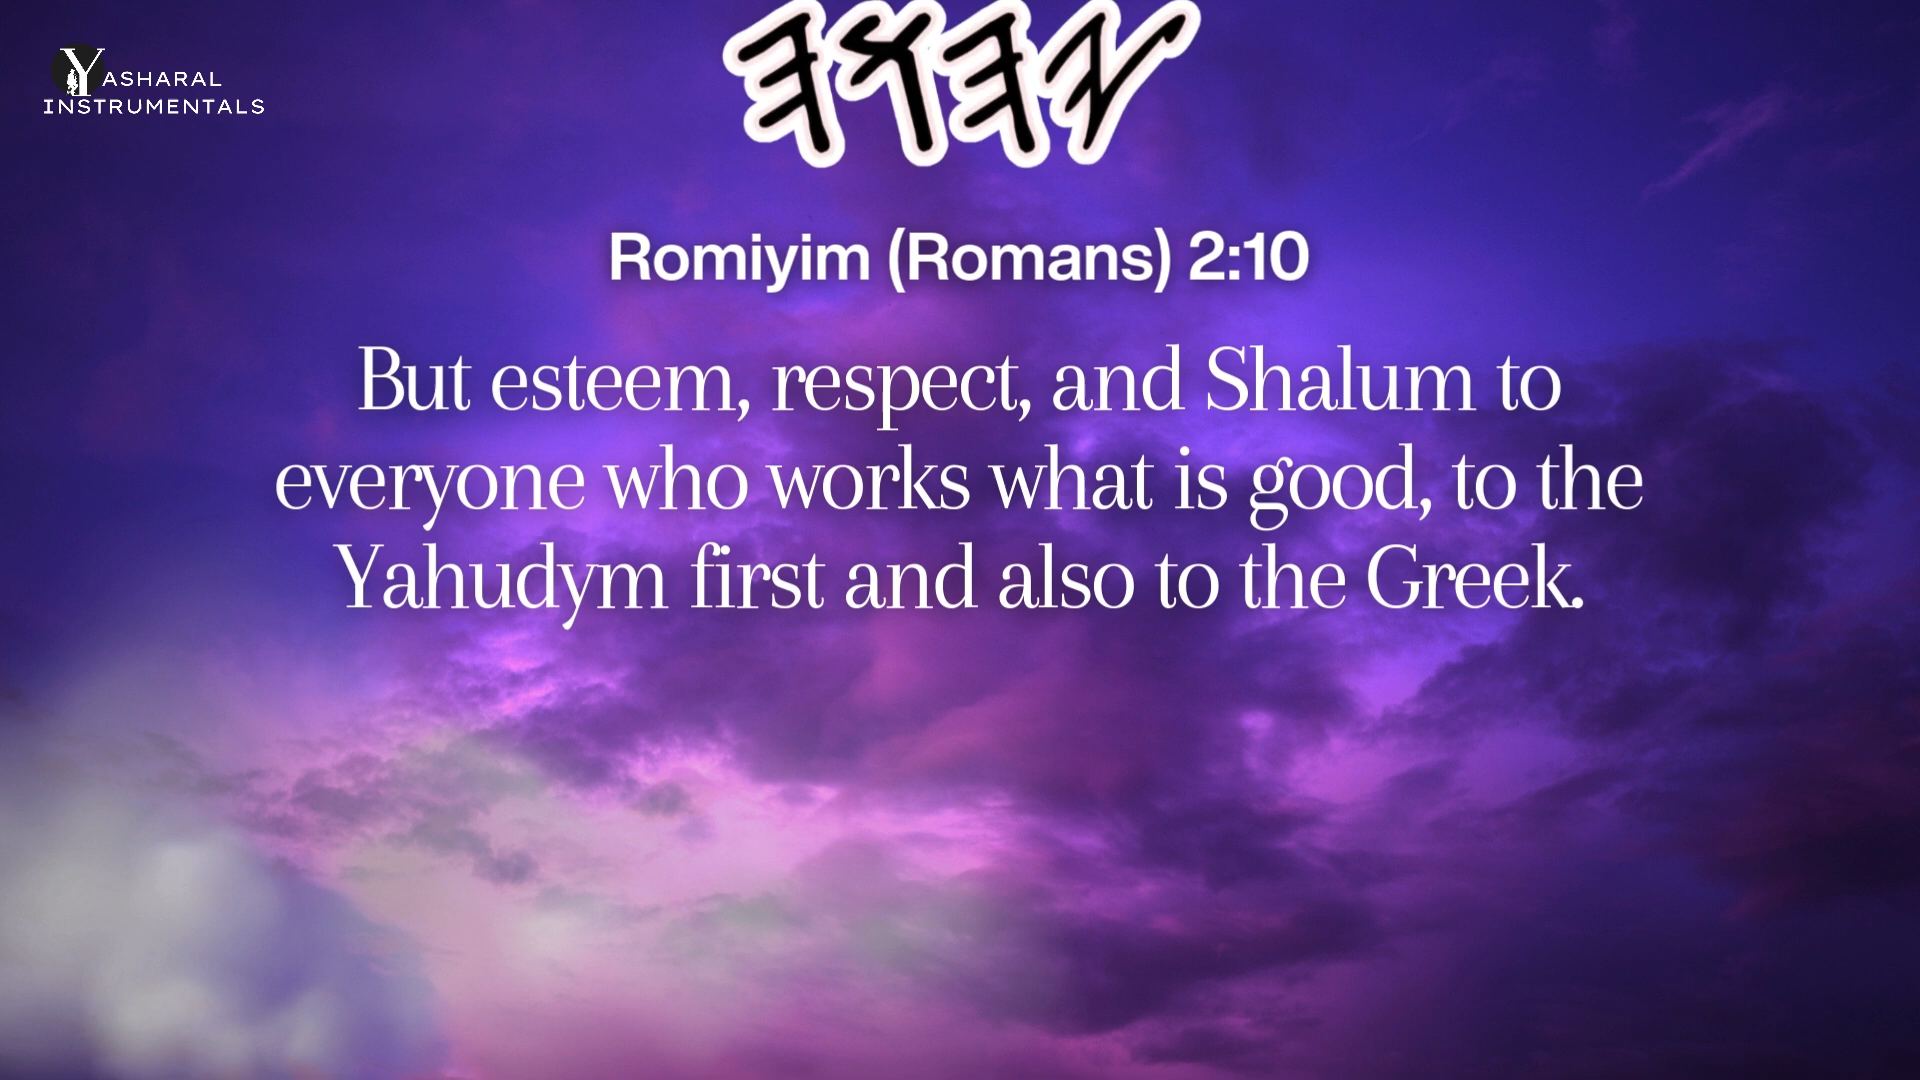 𐤉𐤄𐤅𐤄
YASHARAL
INSTRUMENTALS
Romiyim (Romans) 2:10
But esteem, respect, and Shalum to
everyone who works what is good, to the
Yahudym first and also to the Greek.